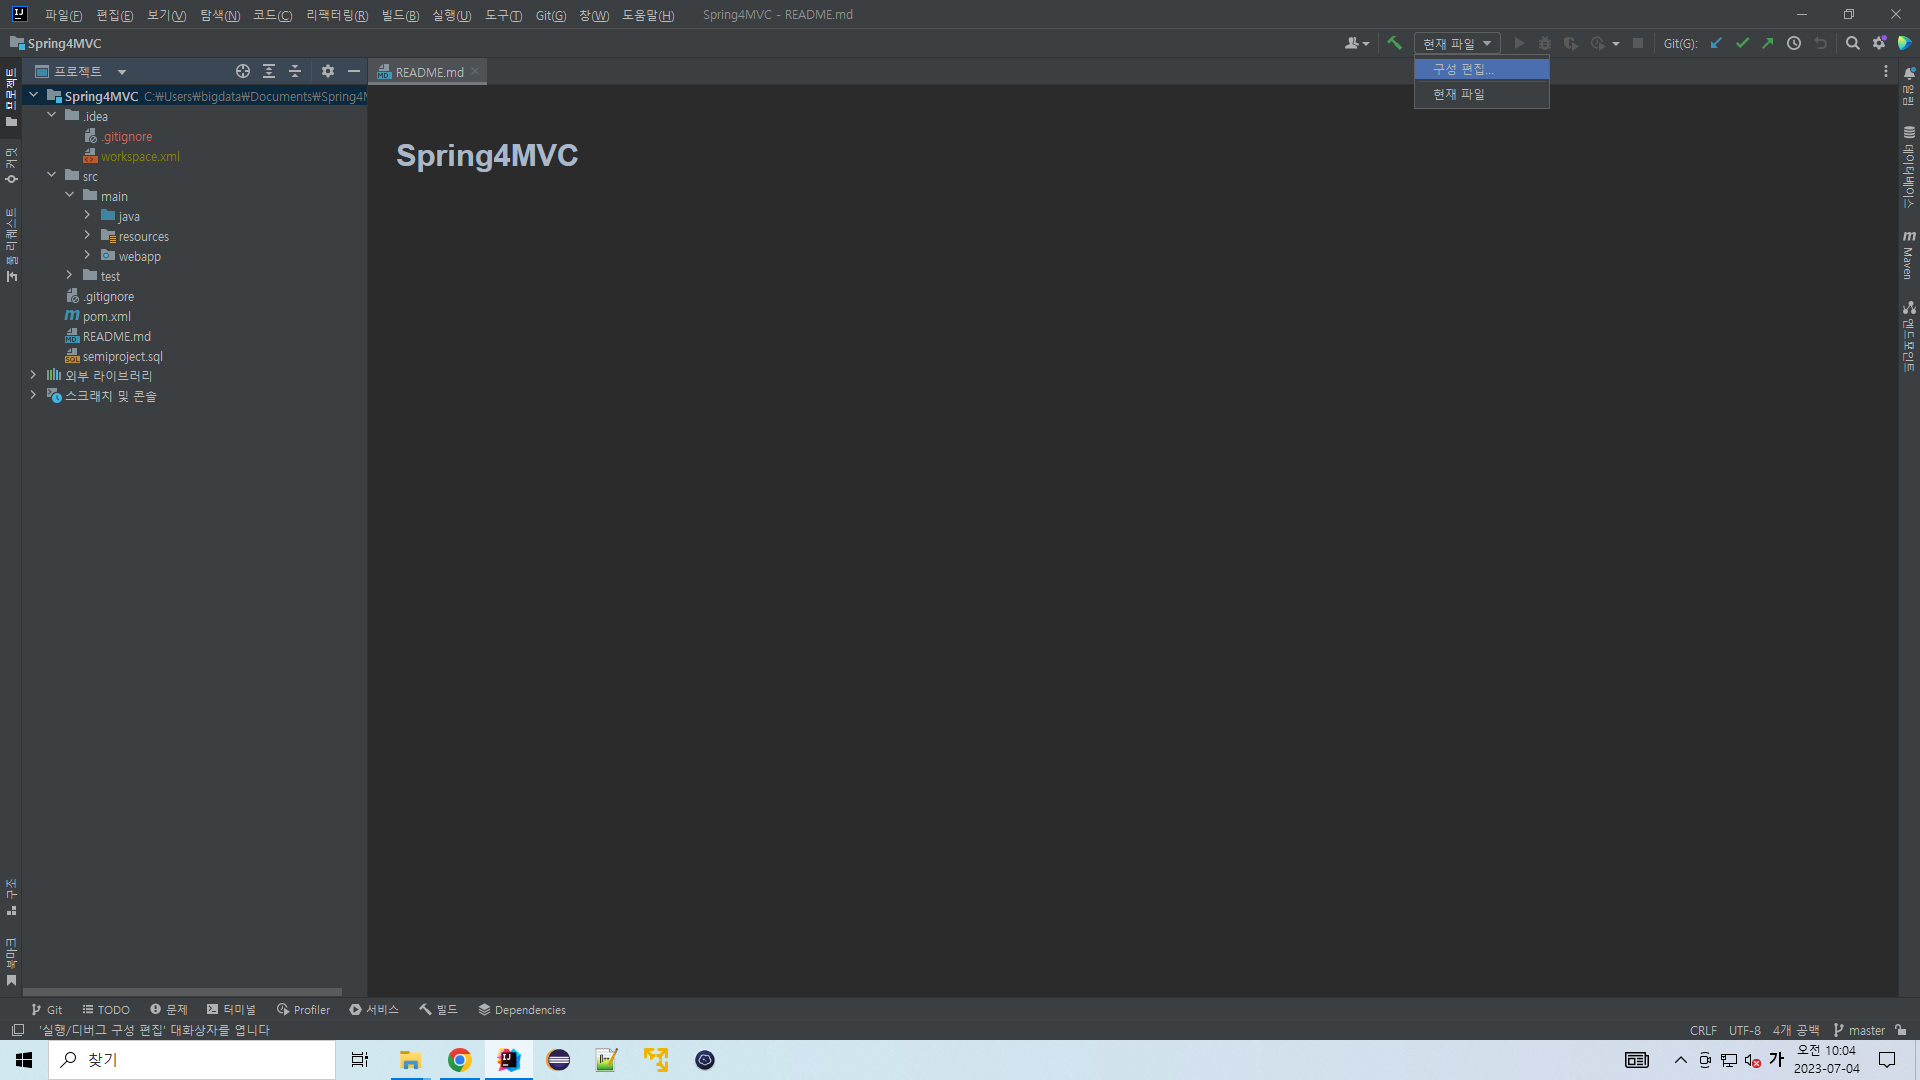 파일(F) 편집(E) 보기(V) 탐색(N) 코드(C) 리팩터링(R) 빌드(B) 실행(U) 도구(T) Git(G) 창(W) 도움말(H) Spring4MVC - README.md
Spring4MVC
현재 파일
Git(G):
프로젝트
README.md
구성 편집...
현재 파일
Spring4MVC C:₩Users₩bigdata₩Documents₩Spring4M
.idea
.gitignore
workspace.xml
src
main
java
resources
webapp
test
.gitignore
pom.xml
README.md
semiproject.sql
외부 라이브러리
스크래치 및 콘솔
Spring4MVC
프로젝트
커밋
풀 리퀘스트
구조
북마크
알림
데이터베이스
Maven
엔드포인트
Git TODO 문제 터미널 Profiler 서비스 빌드 Dependencies
'실행/디버그 구성 편집' 대화상자를 엽니다
CRLF UTF-8 4개 공백 master
찾기
가
오전 10:04
2023-07-04